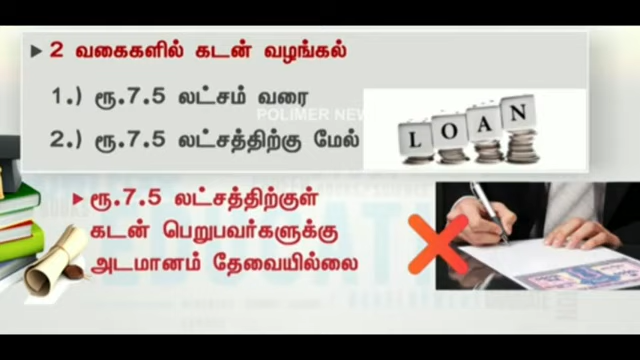 2 வகைகளில் கடன் வழங்கல்
1.) ரூ.7.5 லட்சம் வரை
POLIMER NEW
2.) ரூ.7.5 லட்சத்திற்கு மேல்
LOAN
ரூ.7.5 லட்சத்திற்குள்
கடன் பெறுபவர்களுக்கு
அடமானம் தேவையில்லை